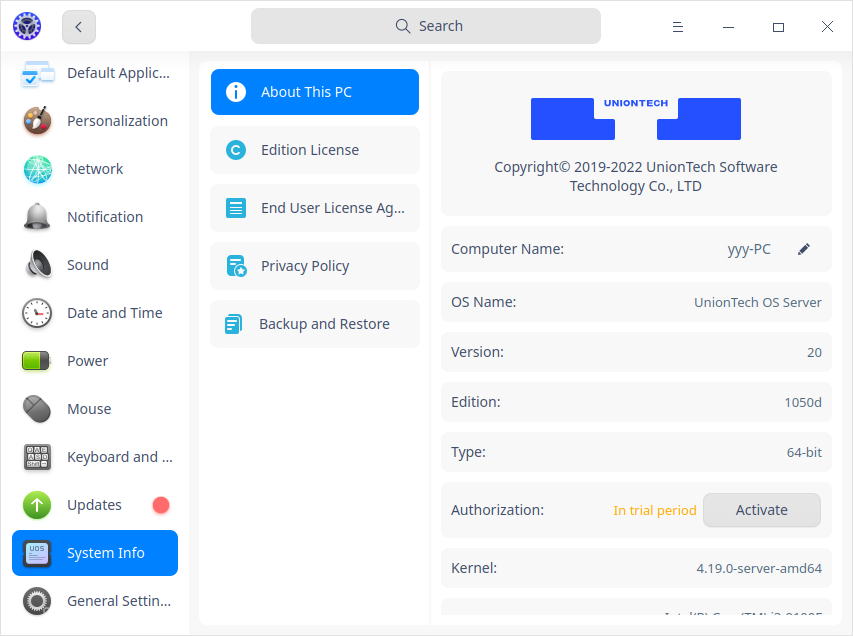 Search
Default Applic...
Personalization
Network
Notification
Sound
Date and Time
Power
Mouse
Keyboard and ...
Updates
UOS
System Info
General Settin...
About This PC
Edition License
End User License Ag...
Privacy Policy
Backup and Restore
UNIONTECH
Copyright© 2019-2022 UnionTech Software
Technology Co., LTD
Computer Name: yyy-PC
OS Name: UnionTech OS Server
Version: 20
Edition: 1050d
Type: 64-bit
Authorization: In trial period Activate
Kernel: 4.19.0-server-amd64